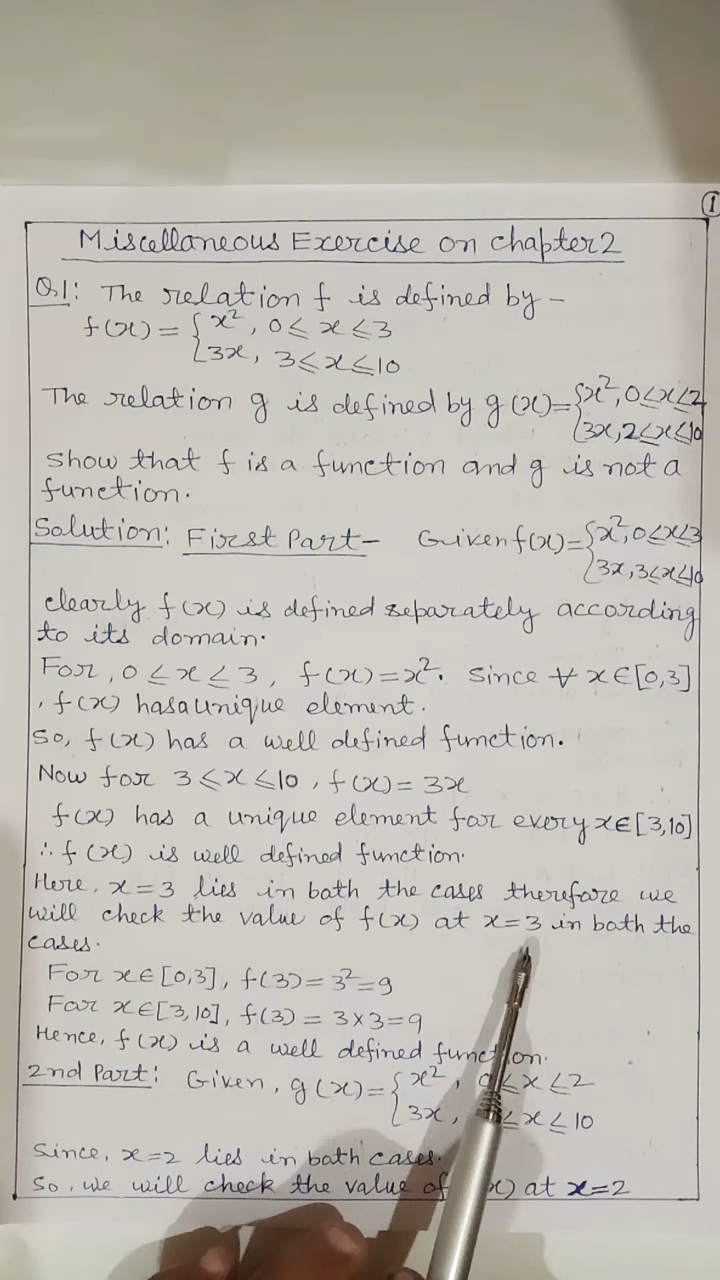 1
Miscellaneous Exercise on chapter 2
Q.1: The relation f is defined by –
f(x) = { x², 0 ≤ x ≤ 3
3x, 3 ≤ x ≤ 10
The relation g is defined by g(x) = { x², 0 ≤ x ≤ 2
3x, 2 ≤ x ≤ 10
Show that f is a function and g is not a
function.
Solution: First Part – Given f(x) = { x², 0 ≤ x ≤ 3
3x, 3 ≤ x ≤ 10
clearly f(x) is defined separately according
to its domain.
For, 0 ≤ x ≤ 3, f(x) = x². Since ∀ x ∈ [0,3]
, f(x) has a unique element.
So, f(x) has a well defined function.
Now for 3 ≤ x ≤ 10, f(x) = 3x
f(x) has a unique element for every x ∈ [3,10]
∴ f(x) is well defined function.
Here, x = 3 lies in both the cases therefore we
will check the value of f(x) at x = 3 in both the
cases.
For x ∈ [0,3], f(3) = 3² = 9
For x ∈ [3,10], f(3) = 3 × 3 = 9
Hence, f(x) is a well defined function.
2nd Part: Given, g(x) = { x², 0 ≤ x ≤ 2
3x, ≤ x ≤ 10
Since, x = 2 lies in both cases.
So, we will check the value of (x) at x = 2